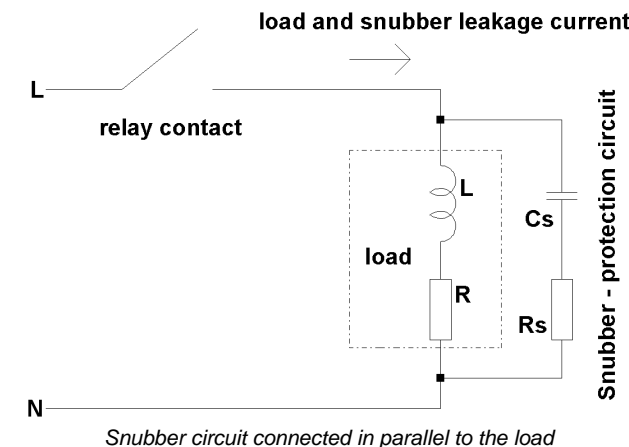 load and snubber leakage current
L
relay contact
L
Cs
load
R
Rs
Snubber - protection circuit
N
Snubber circuit connected in parallel to the load